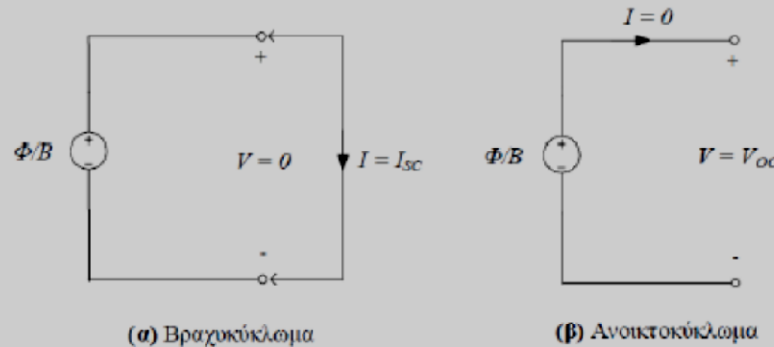 I = 0
+
+
Φ/Β
+
-
V = 0
I = I_SC
Φ/Β
+
-
V = V_OC
-
-
(α) Βραχυκύκλωμα
(β) Ανοικτοκύκλωμα